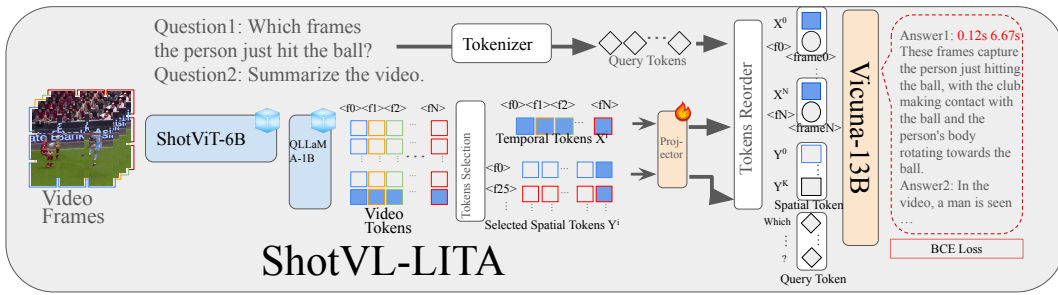 Question1: Which frames
the person just hit the ball?
Question2: Summarize the video.
Tokenizer
Query Tokens
Video
Frames
ShotViT-6B
QLLaM
A-1B
<f0><f1><f2> ... <fN>
Video
Tokens
Tokens Selection
<f0><f1><f2> ... <fN>
Temporal Tokens Xⁱ
<f0>
<f25>
Selected Spatial Tokens Yⁱ
Proj-
ector
Tokens Reorder
X⁰
<f0>
<frame0>
X^N
<fN>
<frameN>
Y⁰
Y^K
Spatial Token
Which
?
Query Token
Vicuna-13B
Answer1: 0.12s 6.67s
These frames capture
the person just hitting
the ball, with the club
making contact with
the ball and the
person's body
rotating towards the
ball.
Answer2: In the
video, a man is seen
...
BCE Loss
ShotVL-LITA